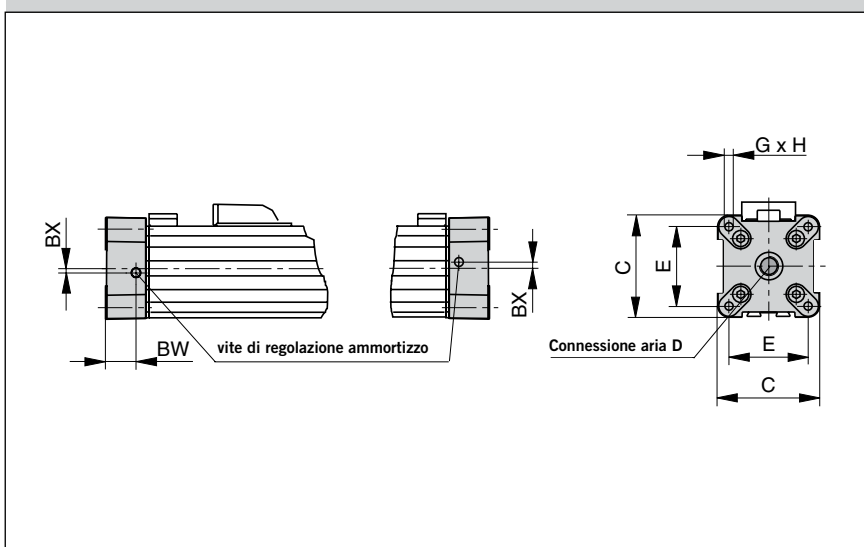 G x H
BX
C
E
BX
BW
vite di regolazione ammortizzo
Connessione aria D
E
C